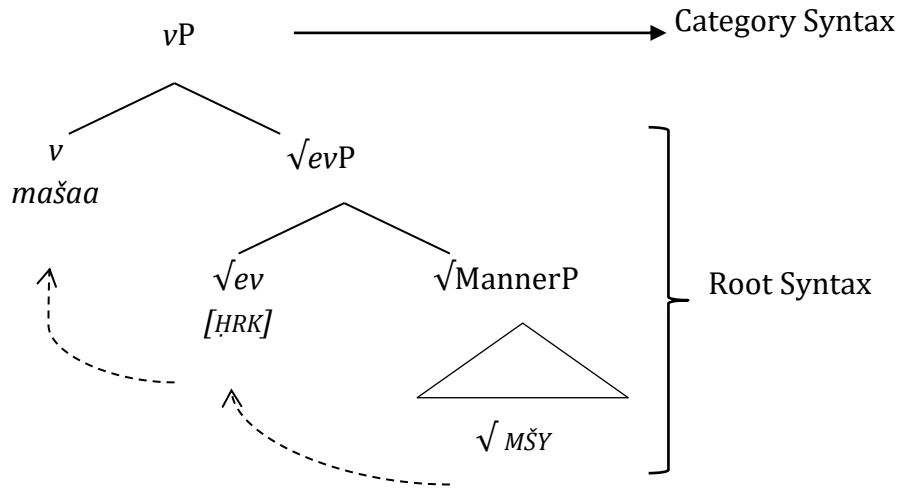 vP
Category Syntax
v
√evP
mašaa
√ev
√MannerP
[ḤRK]
Root Syntax
√ MŠY